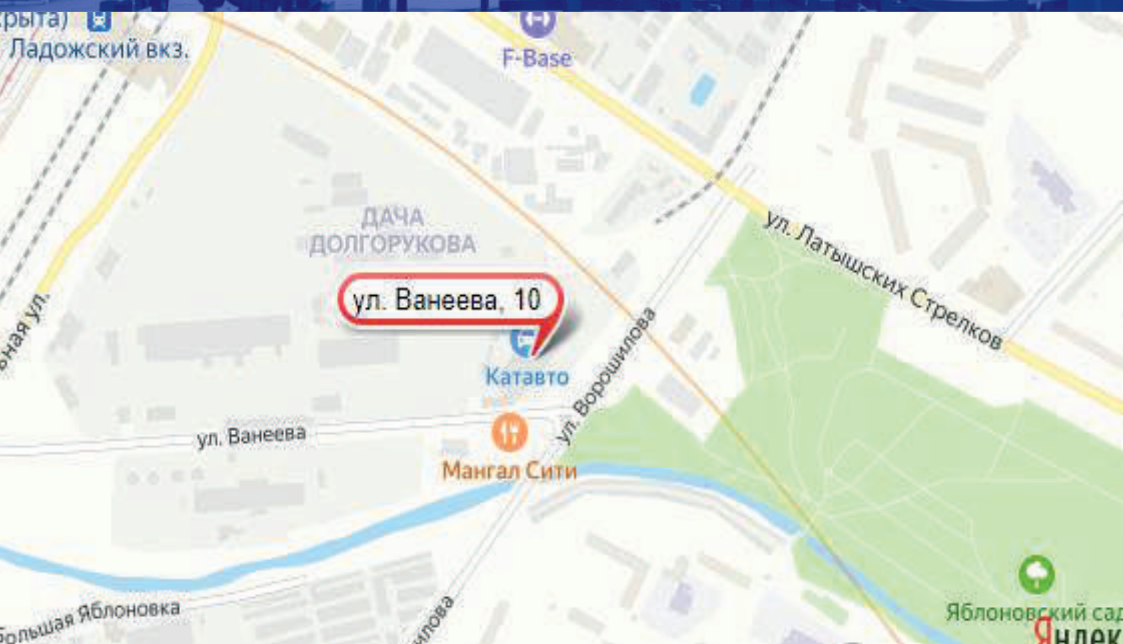 Ладожский вкз.
F-Base
ДАЧА
ДОЛГОРУКОВА
ул. Латышских Стрелков
ул. Ванеева, 10
Катавто
ул. Ворошилова
ул. Ванеева
Мангал Сити
Яблоновка
Яблоновский сад